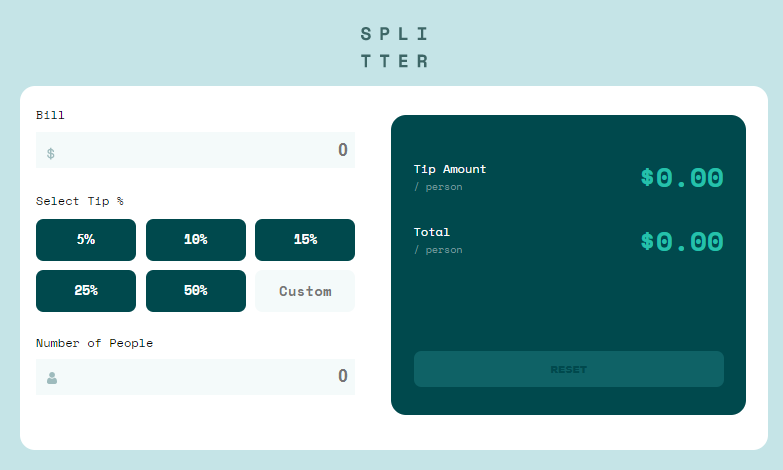 SPLI
TTER
Bill
$
0
Select Tip %
5%
10%
15%
25%
50%
Custom
Number of People
0
Tip Amount
/ person
$0.00
Total
/ person
$0.00
RESET